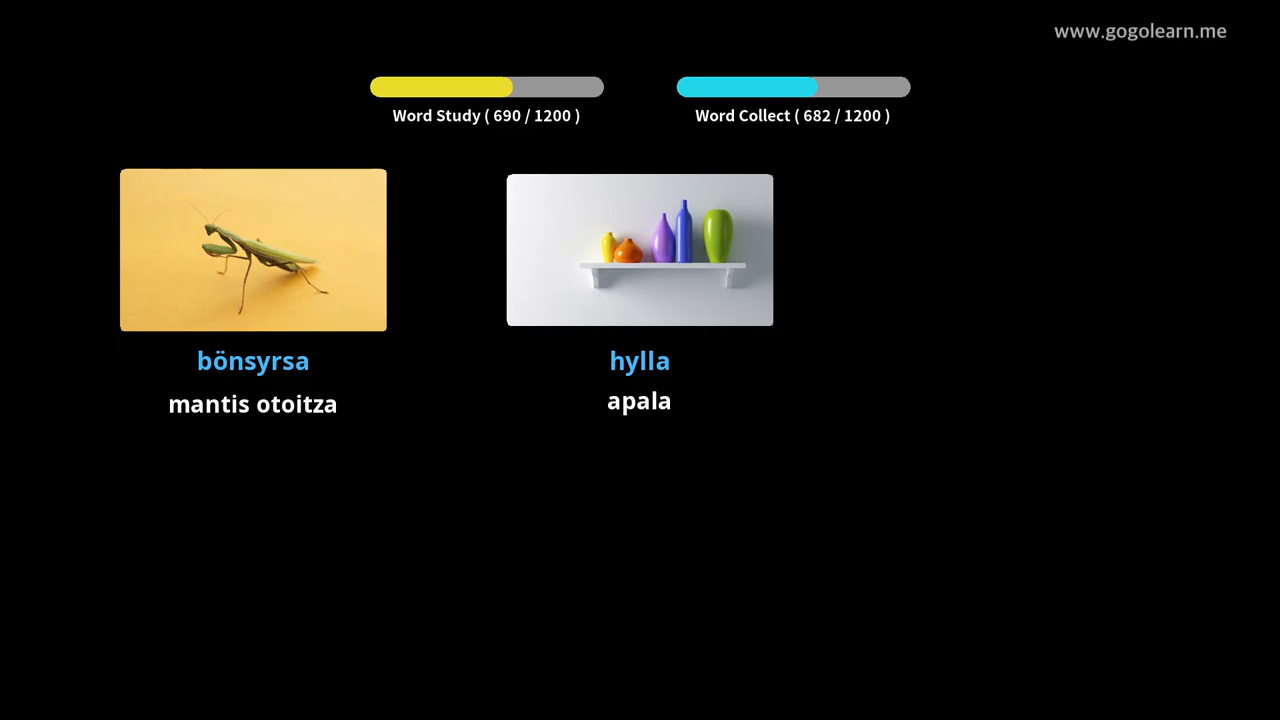 www.gogolearn.me
Word Study ( 690 / 1200 )
Word Collect ( 682 / 1200 )
bönsyrsa
mantis otoitza
hylla
apala